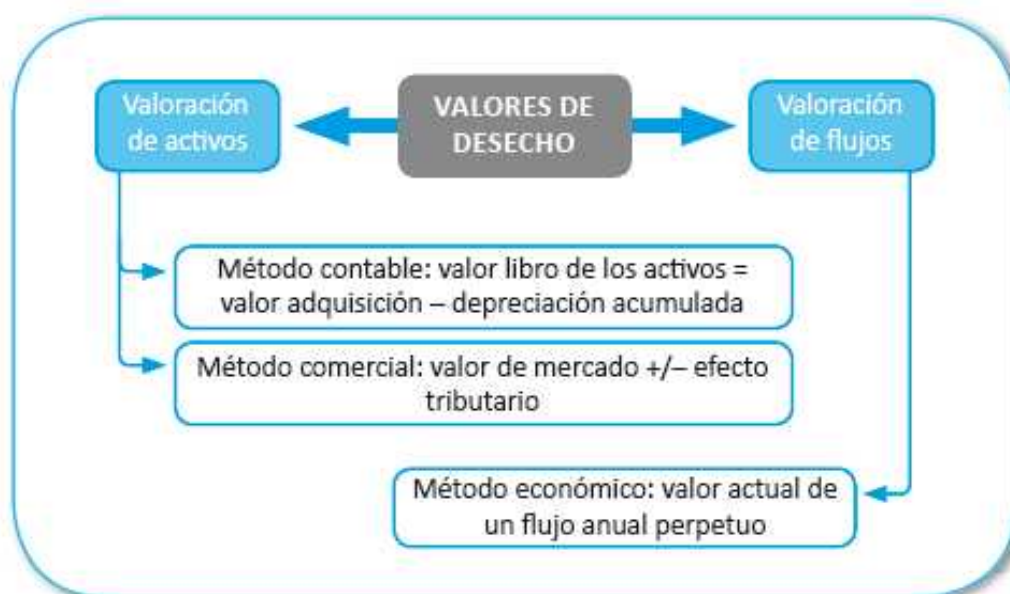 Valoración
de activos
VALORES DE
DESECHO
Valoración
de flujos
Método contable: valor libro de los activos =
valor adquisición – depreciación acumulada
Método comercial: valor de mercado +/– efecto
tributario
Método económico: valor actual de
un flujo anual perpetuo